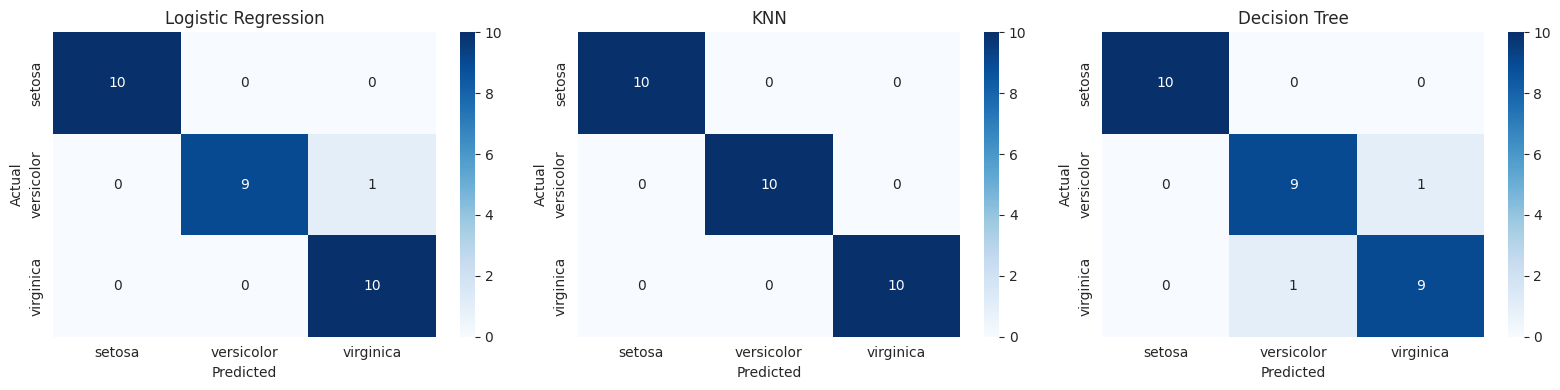 Logistic Regression
10 0 0
0 9 1
0 0 10
setosa
versicolor
virginica
Actual
setosa versicolor virginica
Predicted
10
8
6
4
2
0
KNN
10 0 0
0 10 0
0 0 10
setosa
versicolor
virginica
Actual
setosa versicolor virginica
Predicted
10
8
6
4
2
0
Decision Tree
10 0 0
0 9 1
0 1 9
setosa
versicolor
virginica
Actual
setosa versicolor virginica
Predicted
10
8
6
4
2
0